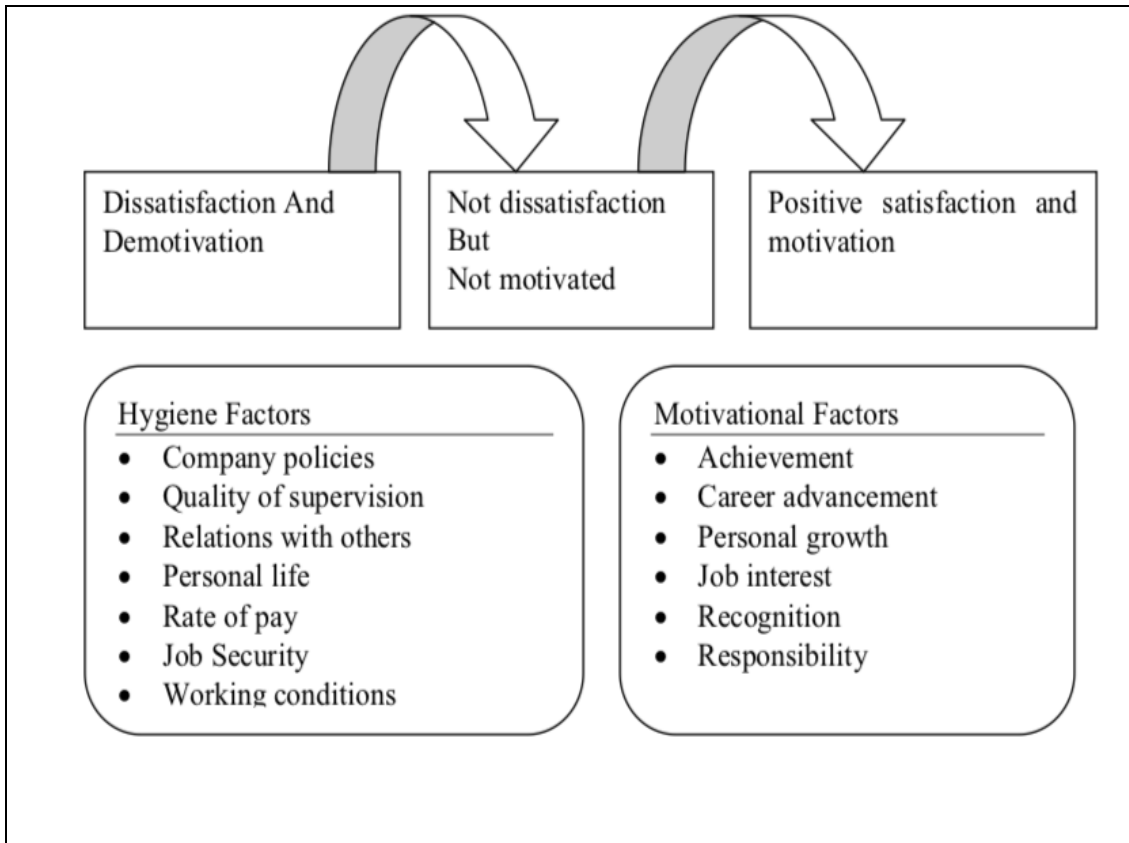 Dissatisfaction And
Demotivation
Not dissatisfaction
But
Not motivated
Positive satisfaction and
motivation
Hygiene Factors
• Company policies
• Quality of supervision
• Relations with others
• Personal life
• Rate of pay
• Job Security
• Working conditions
Motivational Factors
• Achievement
• Career advancement
• Personal growth
• Job interest
• Recognition
• Responsibility